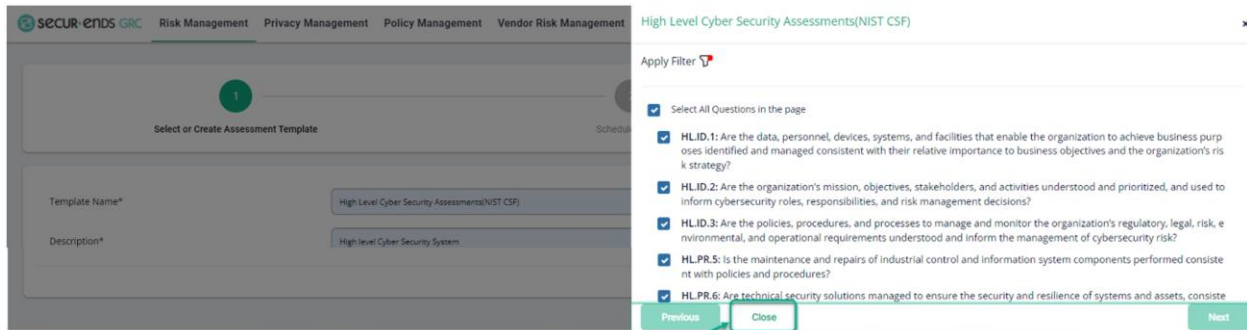 SECUR·ENDS GRC Risk Management Privacy Management Policy Management Vendor Risk Management
1
Select or Create Assessment Template
Schedul
Template Name*
High Level Cyber Security Assessments(NIST CSF)
Description*
High level Cyber Security System
High Level Cyber Security Assessments(NIST CSF)
x
Apply Filter
Select All Questions in the page
HL.ID.1: Are the data, personnel, devices, systems, and facilities that enable the organization to achieve business purp
oses identified and managed consistent with their relative importance to business objectives and the organization's ris
k strategy?
HL.ID.2: Are the organization's mission, objectives, stakeholders, and activities understood and prioritized, and used to
inform cybersecurity roles, responsibilities, and risk management decisions?
HL.ID.3: Are the policies, procedures, and processes to manage and monitor the organization's regulatory, legal, risk, e
nvironmental, and operational requirements understood and inform the management of cybersecurity risk?
HL.PR.5: Is the maintenance and repairs of industrial control and information system components performed consiste
nt with policies and procedures?
HL.PR.6: Are technical security solutions managed to ensure the security and resilience of systems and assets, consiste
Previous Close Next